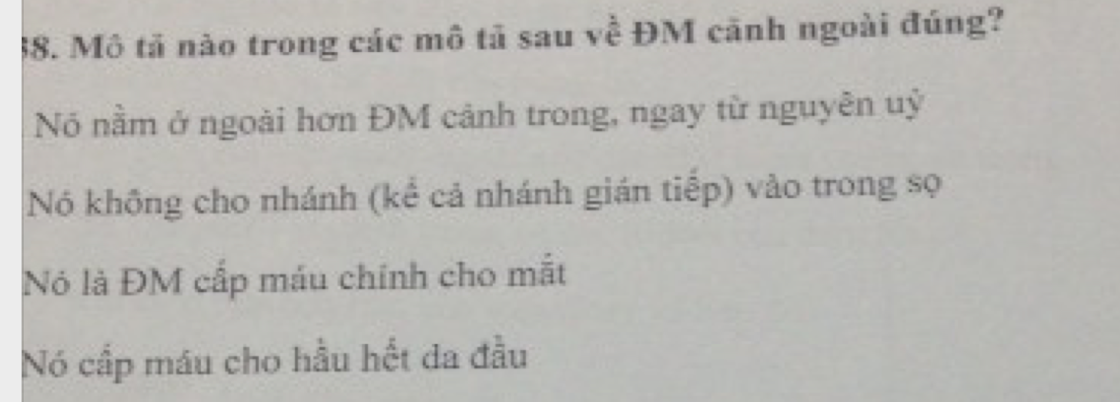 38. Mô tả nào trong các mô tả sau về ĐM cảnh ngoài đúng?
Nó nằm ở ngoài hơn ĐM cảnh trong, ngay từ nguyên uỷ
Nó không cho nhánh (kể cả nhánh gián tiếp) vào trong sọ
Nó là ĐM cấp máu chính cho mắt
Nó cấp máu cho hầu hết da đầu